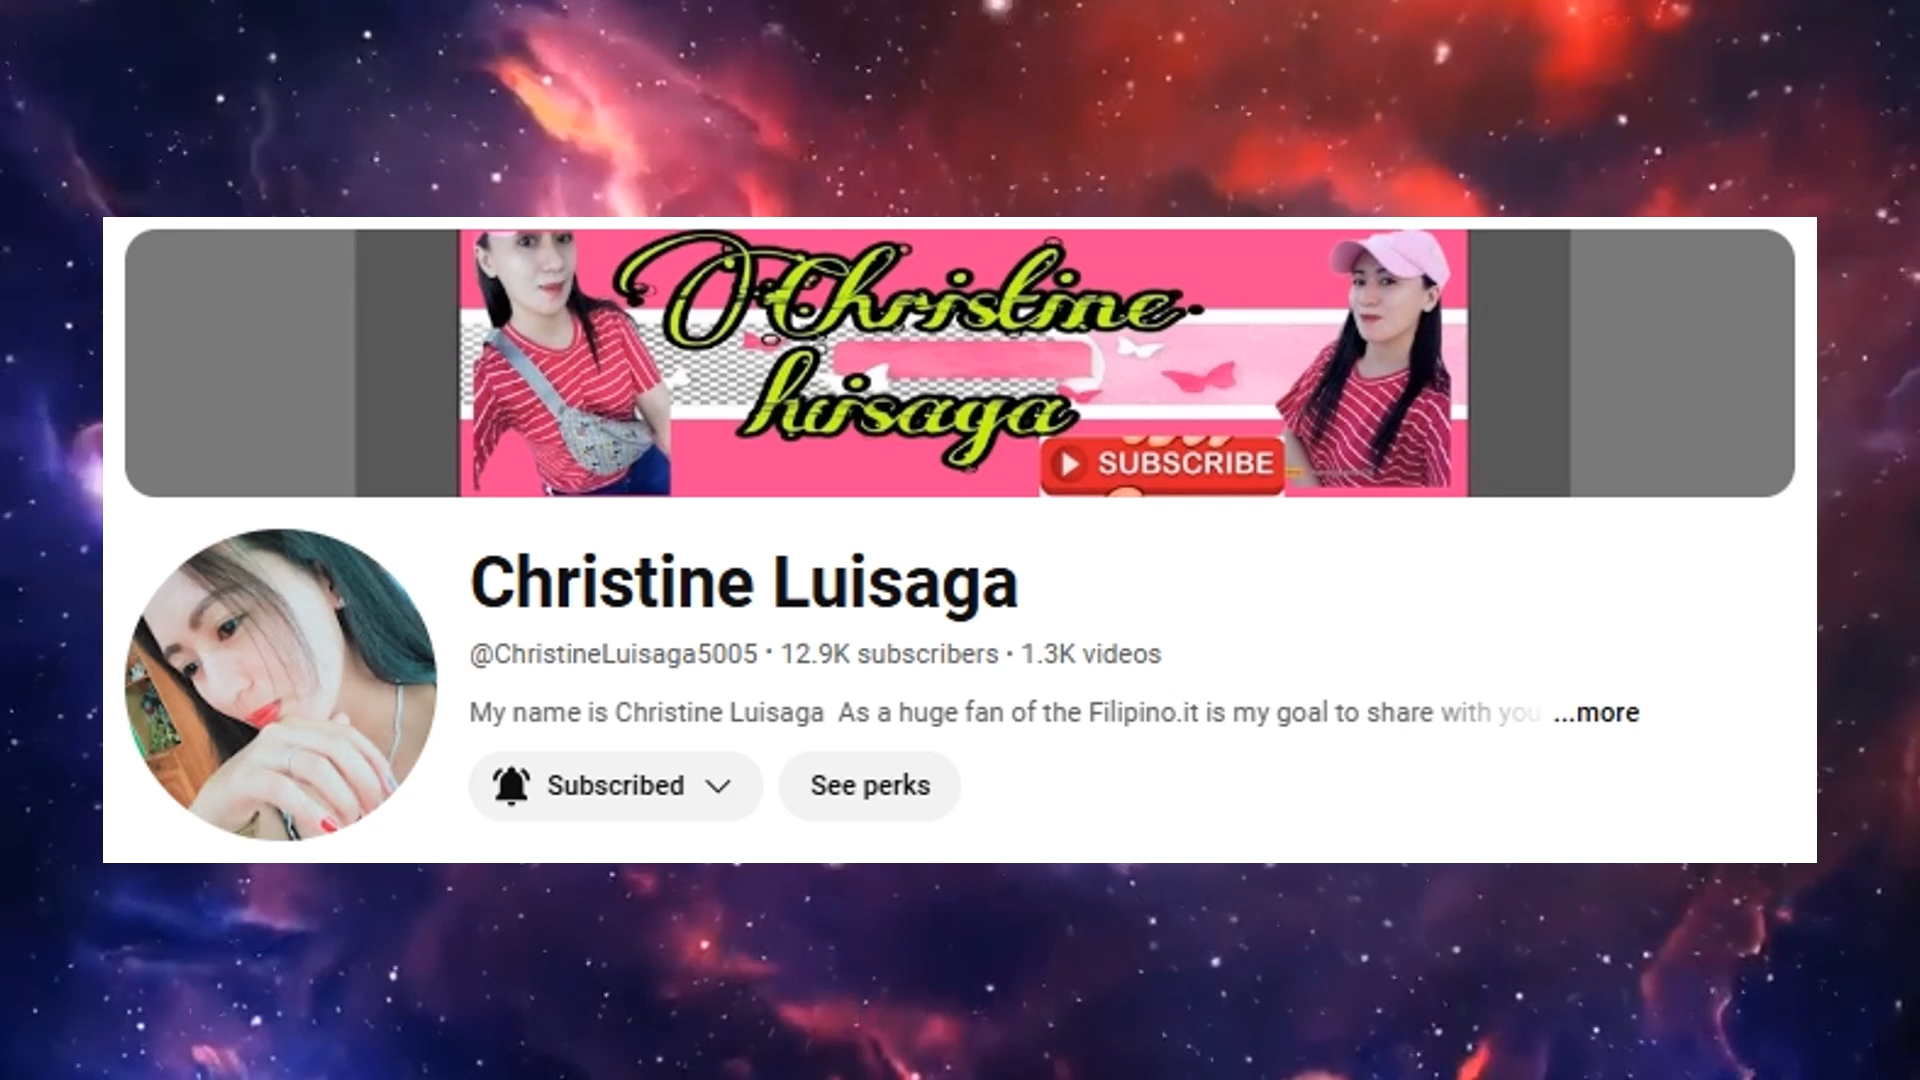 Christine
Luisaga
SUBSCRIBE
Christine Luisaga
@ChristineLuisaga5005 • 12.9K subscribers • 1.3K videos
My name is Christine Luisaga As a huge fan of the Filipino.it is my goal to share with you ...more
Subscribed
See perks